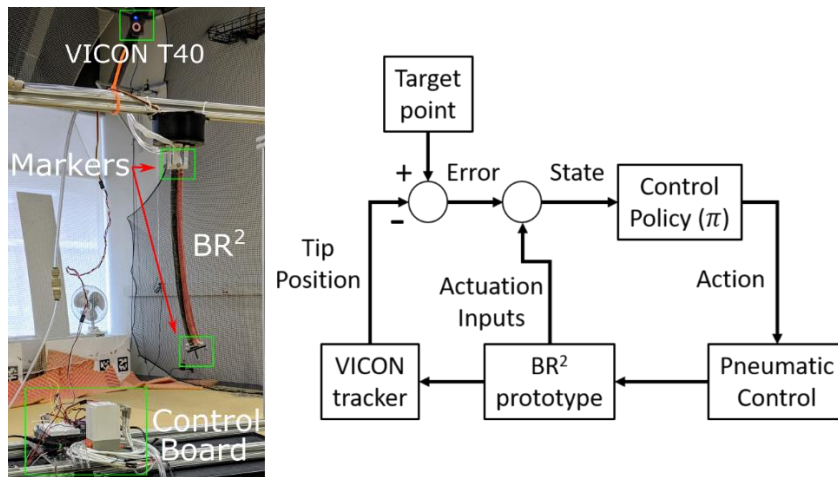 VICON T40
Markers
BR²
Control
Board
Target
point
+
Error
State
Control
Policy (π)
-
Tip
Position
Actuation
Inputs
Action
VICON
tracker
BR²
prototype
Pneumatic
Control